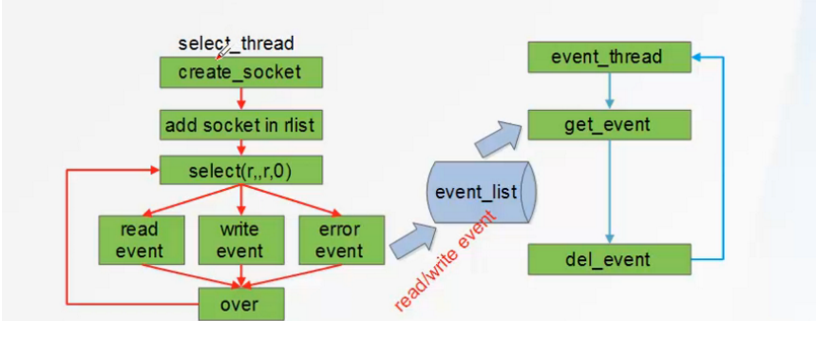 select_thread
create_socket
add socket in rlist
select(r,,r,0)
read
event
write
event
error
event
over
event_list
read/write event
event_thread
get_event
del_event